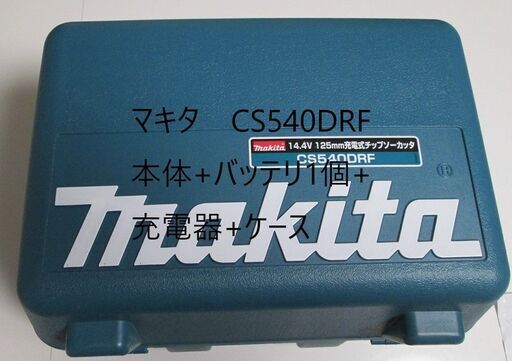 マキタ　CS540DRF
makita 14.4V 125mm充電式チップソーカッタ
CS540DRF
本体+バッテリ1個+
makita
充電器+ケース